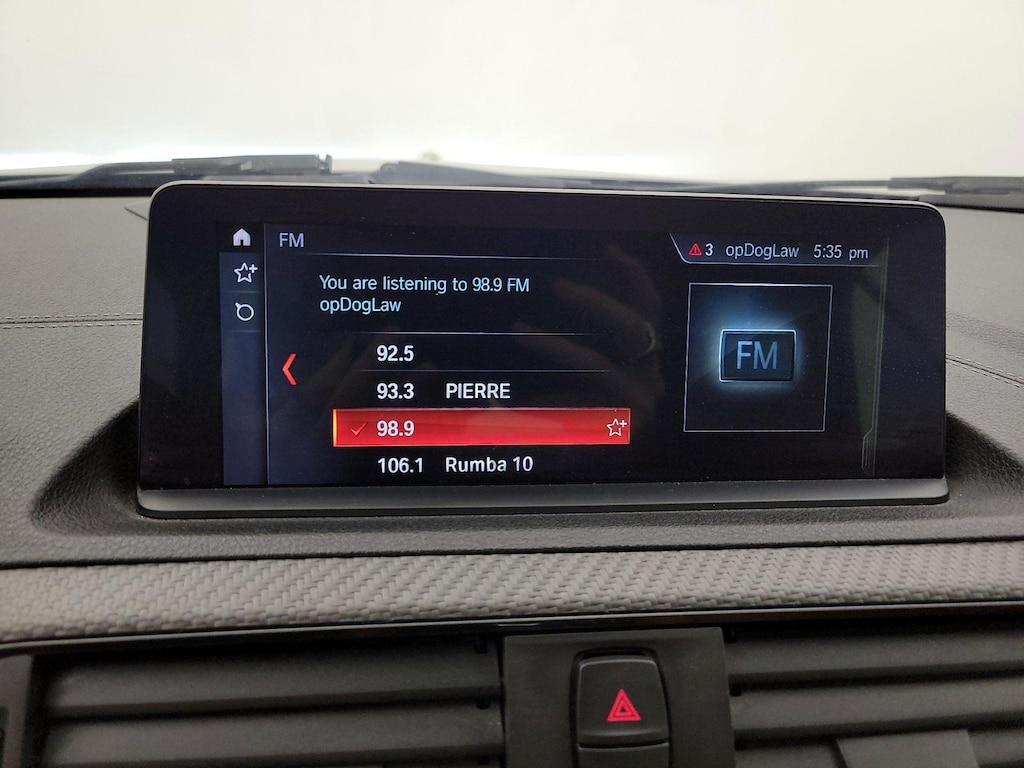 FM
3 opDogLaw 5:35 pm
You are listening to 98.9 FM
opDogLaw
92.5
93.3 PIERRE
98.9
106.1 Rumba 10
FM